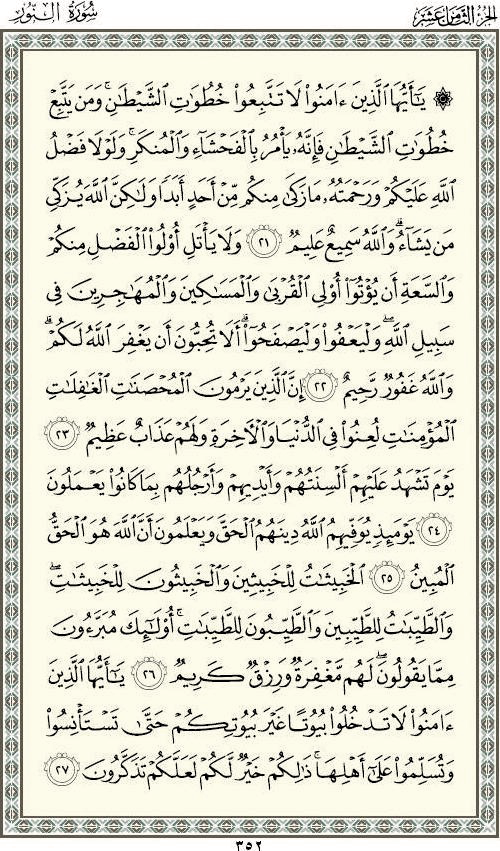 الجزء الثامن عشر
سورة النور
۞ يَٰٓأَيُّهَا ٱلَّذِينَ ءَامَنُوا۟ لَا تَتَّبِعُوا۟ خُطُوَٰتِ ٱلشَّيْطَٰنِ ۚ وَمَن يَتَّبِعْ
خُطُوَٰتِ ٱلشَّيْطَٰنِ فَإِنَّهُۥ يَأْمُرُ بِٱلْفَحْشَآءِ وَٱلْمُنكَرِ ۚ وَلَوْلَا فَضْلُ
ٱللَّهِ عَلَيْكُمْ وَرَحْمَتُهُۥ مَا زَكَىٰ مِنكُم مِّنْ أَحَدٍ أَبَدًا وَلَٰكِنَّ ٱللَّهَ يُزَكِّى
مَن يَشَآءُ ۗ وَٱللَّهُ سَمِيعٌ عَلِيمٌ ٢١ وَلَا يَأْتَلِ أُو۟لُوا۟ ٱلْفَضْلِ مِنكُمْ
وَٱلسَّعَةِ أَن يُؤْتُوٓا۟ أُو۟لِى ٱلْقُرْبَىٰ وَٱلْمَسَٰكِينَ وَٱلْمُهَٰجِرِينَ فِى
سَبِيلِ ٱللَّهِ ۖ وَلْيَعْفُوا۟ وَلْيَصْفَحُوٓا۟ ۗ أَلَا تُحِبُّونَ أَن يَغْفِرَ ٱللَّهُ لَكُمْ ۗ
وَٱللَّهُ غَفُورٌ رَّحِيمٌ ٢٢ إِنَّ ٱلَّذِينَ يَرْمُونَ ٱلْمُحْصَنَٰتِ ٱلْغَٰفِلَٰتِ
ٱلْمُؤْمِنَٰتِ لُعِنُوا۟ فِى ٱلدُّنْيَا وَٱلْءَاخِرَةِ وَلَهُمْ عَذَابٌ عَظِيمٌ ٢٣
يَوْمَ تَشْهَدُ عَلَيْهِمْ أَلْسِنَتُهُمْ وَأَيْدِيهِمْ وَأَرْجُلُهُم بِمَا كَانُوا۟ يَعْمَلُونَ
٢٤ يَوْمَئِذٍ يُوَفِّيهِمُ ٱللَّهُ دِينَهُمُ ٱلْحَقَّ وَيَعْلَمُونَ أَنَّ ٱللَّهَ هُوَ ٱلْحَقُّ
ٱلْمُبِينُ ٢٥ ٱلْخَبِيثَٰتُ لِلْخَبِيثِينَ وَٱلْخَبِيثُونَ لِلْخَبِيثَٰتِ ۖ
وَٱلطَّيِّبَٰتُ لِلطَّيِّبِينَ وَٱلطَّيِّبُونَ لِلطَّيِّبَٰتِ ۚ أُو۟لَٰٓئِكَ مُبَرَّءُونَ
مِمَّا يَقُولُونَ ۖ لَهُم مَّغْفِرَةٌ وَرِزْقٌ كَرِيمٌ ٢٦ يَٰٓأَيُّهَا ٱلَّذِينَ
ءَامَنُوا۟ لَا تَدْخُلُوا۟ بُيُوتًا غَيْرَ بُيُوتِكُمْ حَتَّىٰ تَسْتَأْنِسُوا۟
وَتُسَلِّمُوا۟ عَلَىٰٓ أَهْلِهَا ۚ ذَٰلِكُمْ خَيْرٌ لَّكُمْ لَعَلَّكُمْ تَذَكَّرُونَ ٢٧
٣٥٢